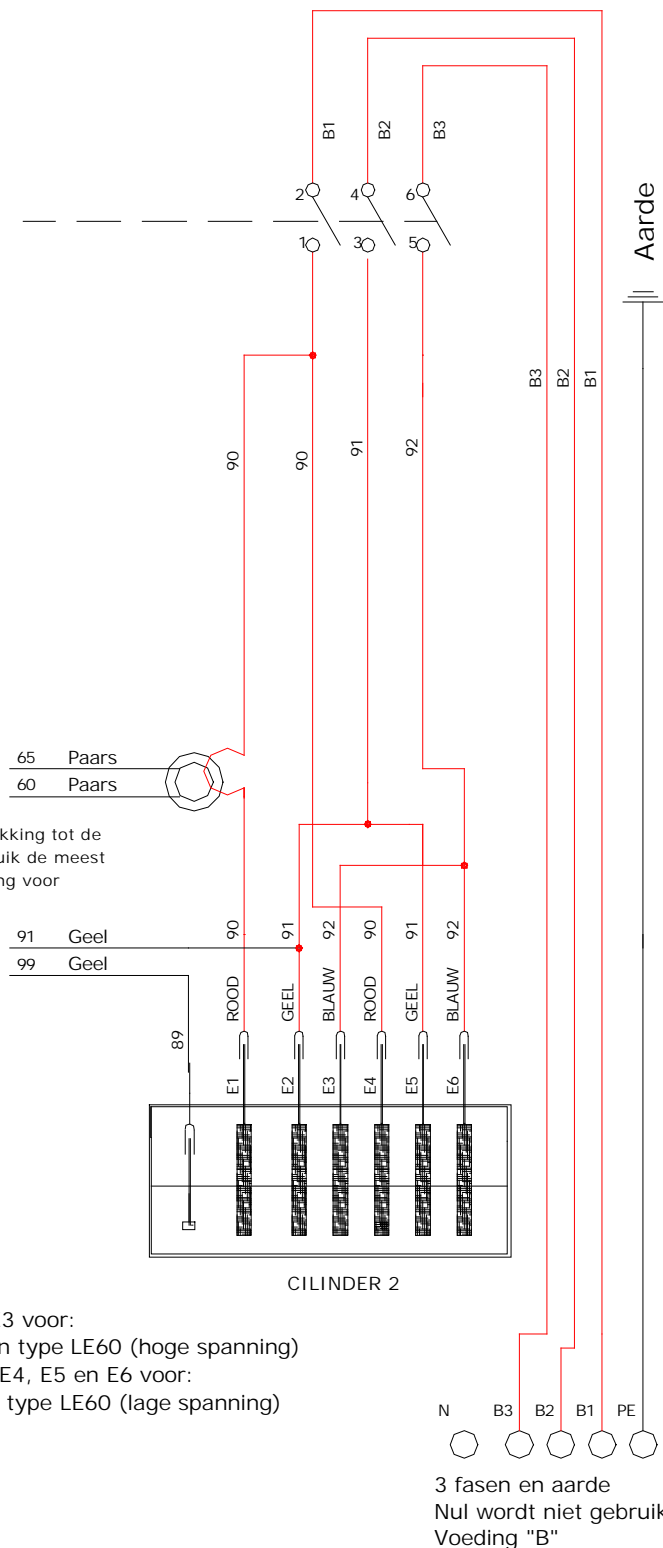 B1
B2
B3
2
4
6
1
3
5
Aarde
B3
B2
B1
90
90
91
92
65 Paars
60 Paars
kking tot de
uik de meest
ng voor
91 Geel
99 Geel
89
90
91
92
90
91
92
ROOD
GEEL
BLAUW
ROOD
GEEL
BLAUW
E1
E2
E3
E4
E5
E6
CILINDER 2
3 voor:
n type LE60 (hoge spanning)
E4, E5 en E6 voor:
type LE60 (lage spanning)
N
B3
B2
B1
PE
3 fasen en aarde
Nul wordt niet gebruik
Voeding "B"